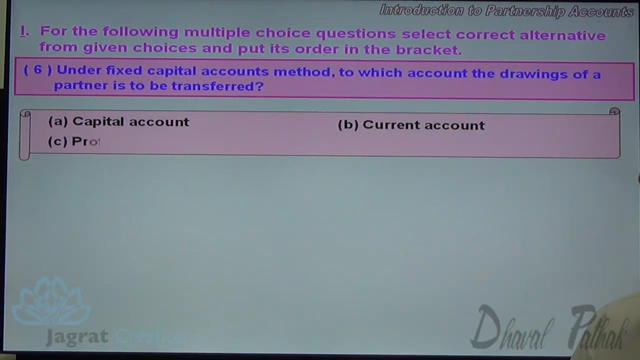 Introduction to Partnership Accounts
I. For the following multiple choice questions select correct alternative
from given choices and put its order in the bracket.
( 6 ) Under fixed capital accounts method, to which account the drawings of a
partner is to be transferred?
(a) Capital account (b) Current account
(c) Pro
Jagrat
Dhaval Pathak